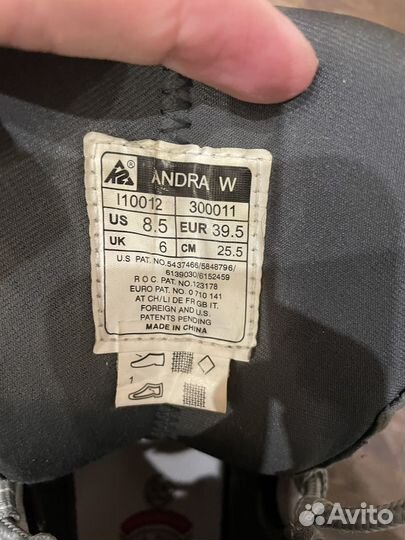 K2® ANDRA W
I10012 300011
US 8.5 EUR 39.5
UK 6 CM 25.5
U.S PAT. NO.:5437466/5848796/
6139030/6152459
R O C. PAT. NO.:123178
EURO PAT. NO. 0 710 141
AT CH/LI DE FR GB IT.
FOREIGN AND U.S.
PATENTS PENDING
MADE IN CHINA
1
Avito